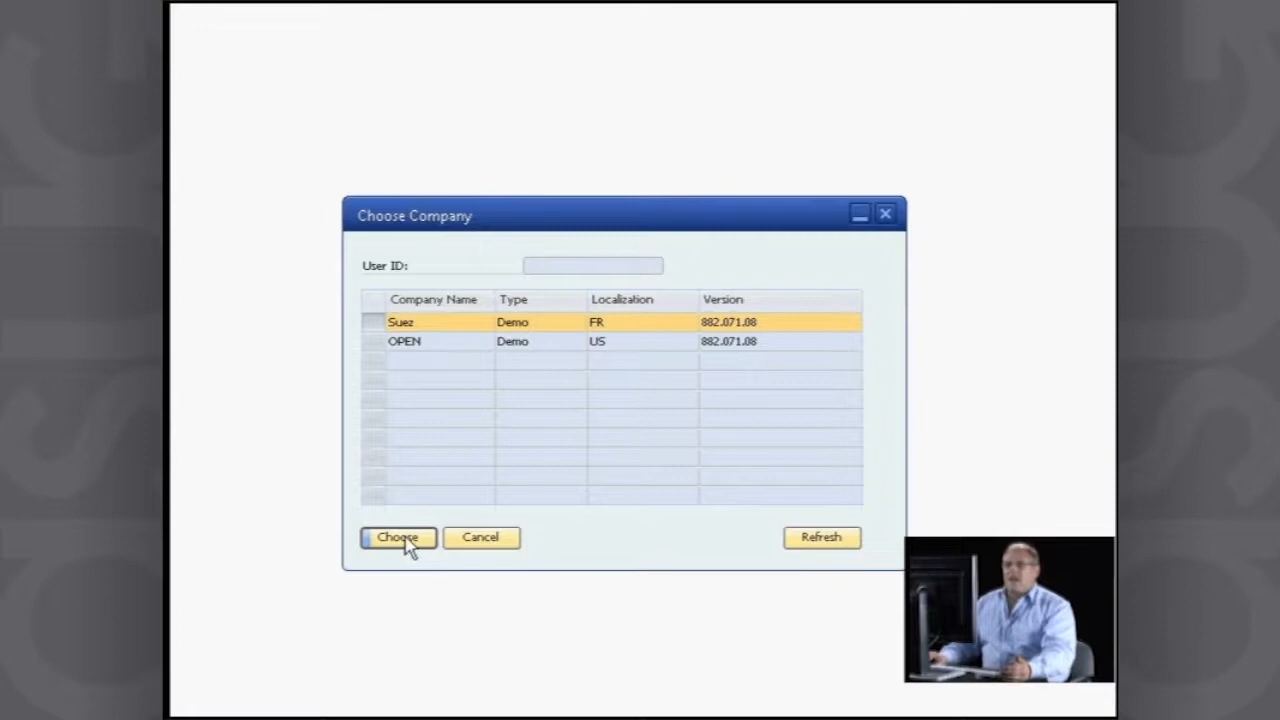 Choose Company
User ID:
Company Name Type Localization Version
Suez Demo FR 882.071.08
OPEN Demo US 882.071.08
Choose Cancel Refresh